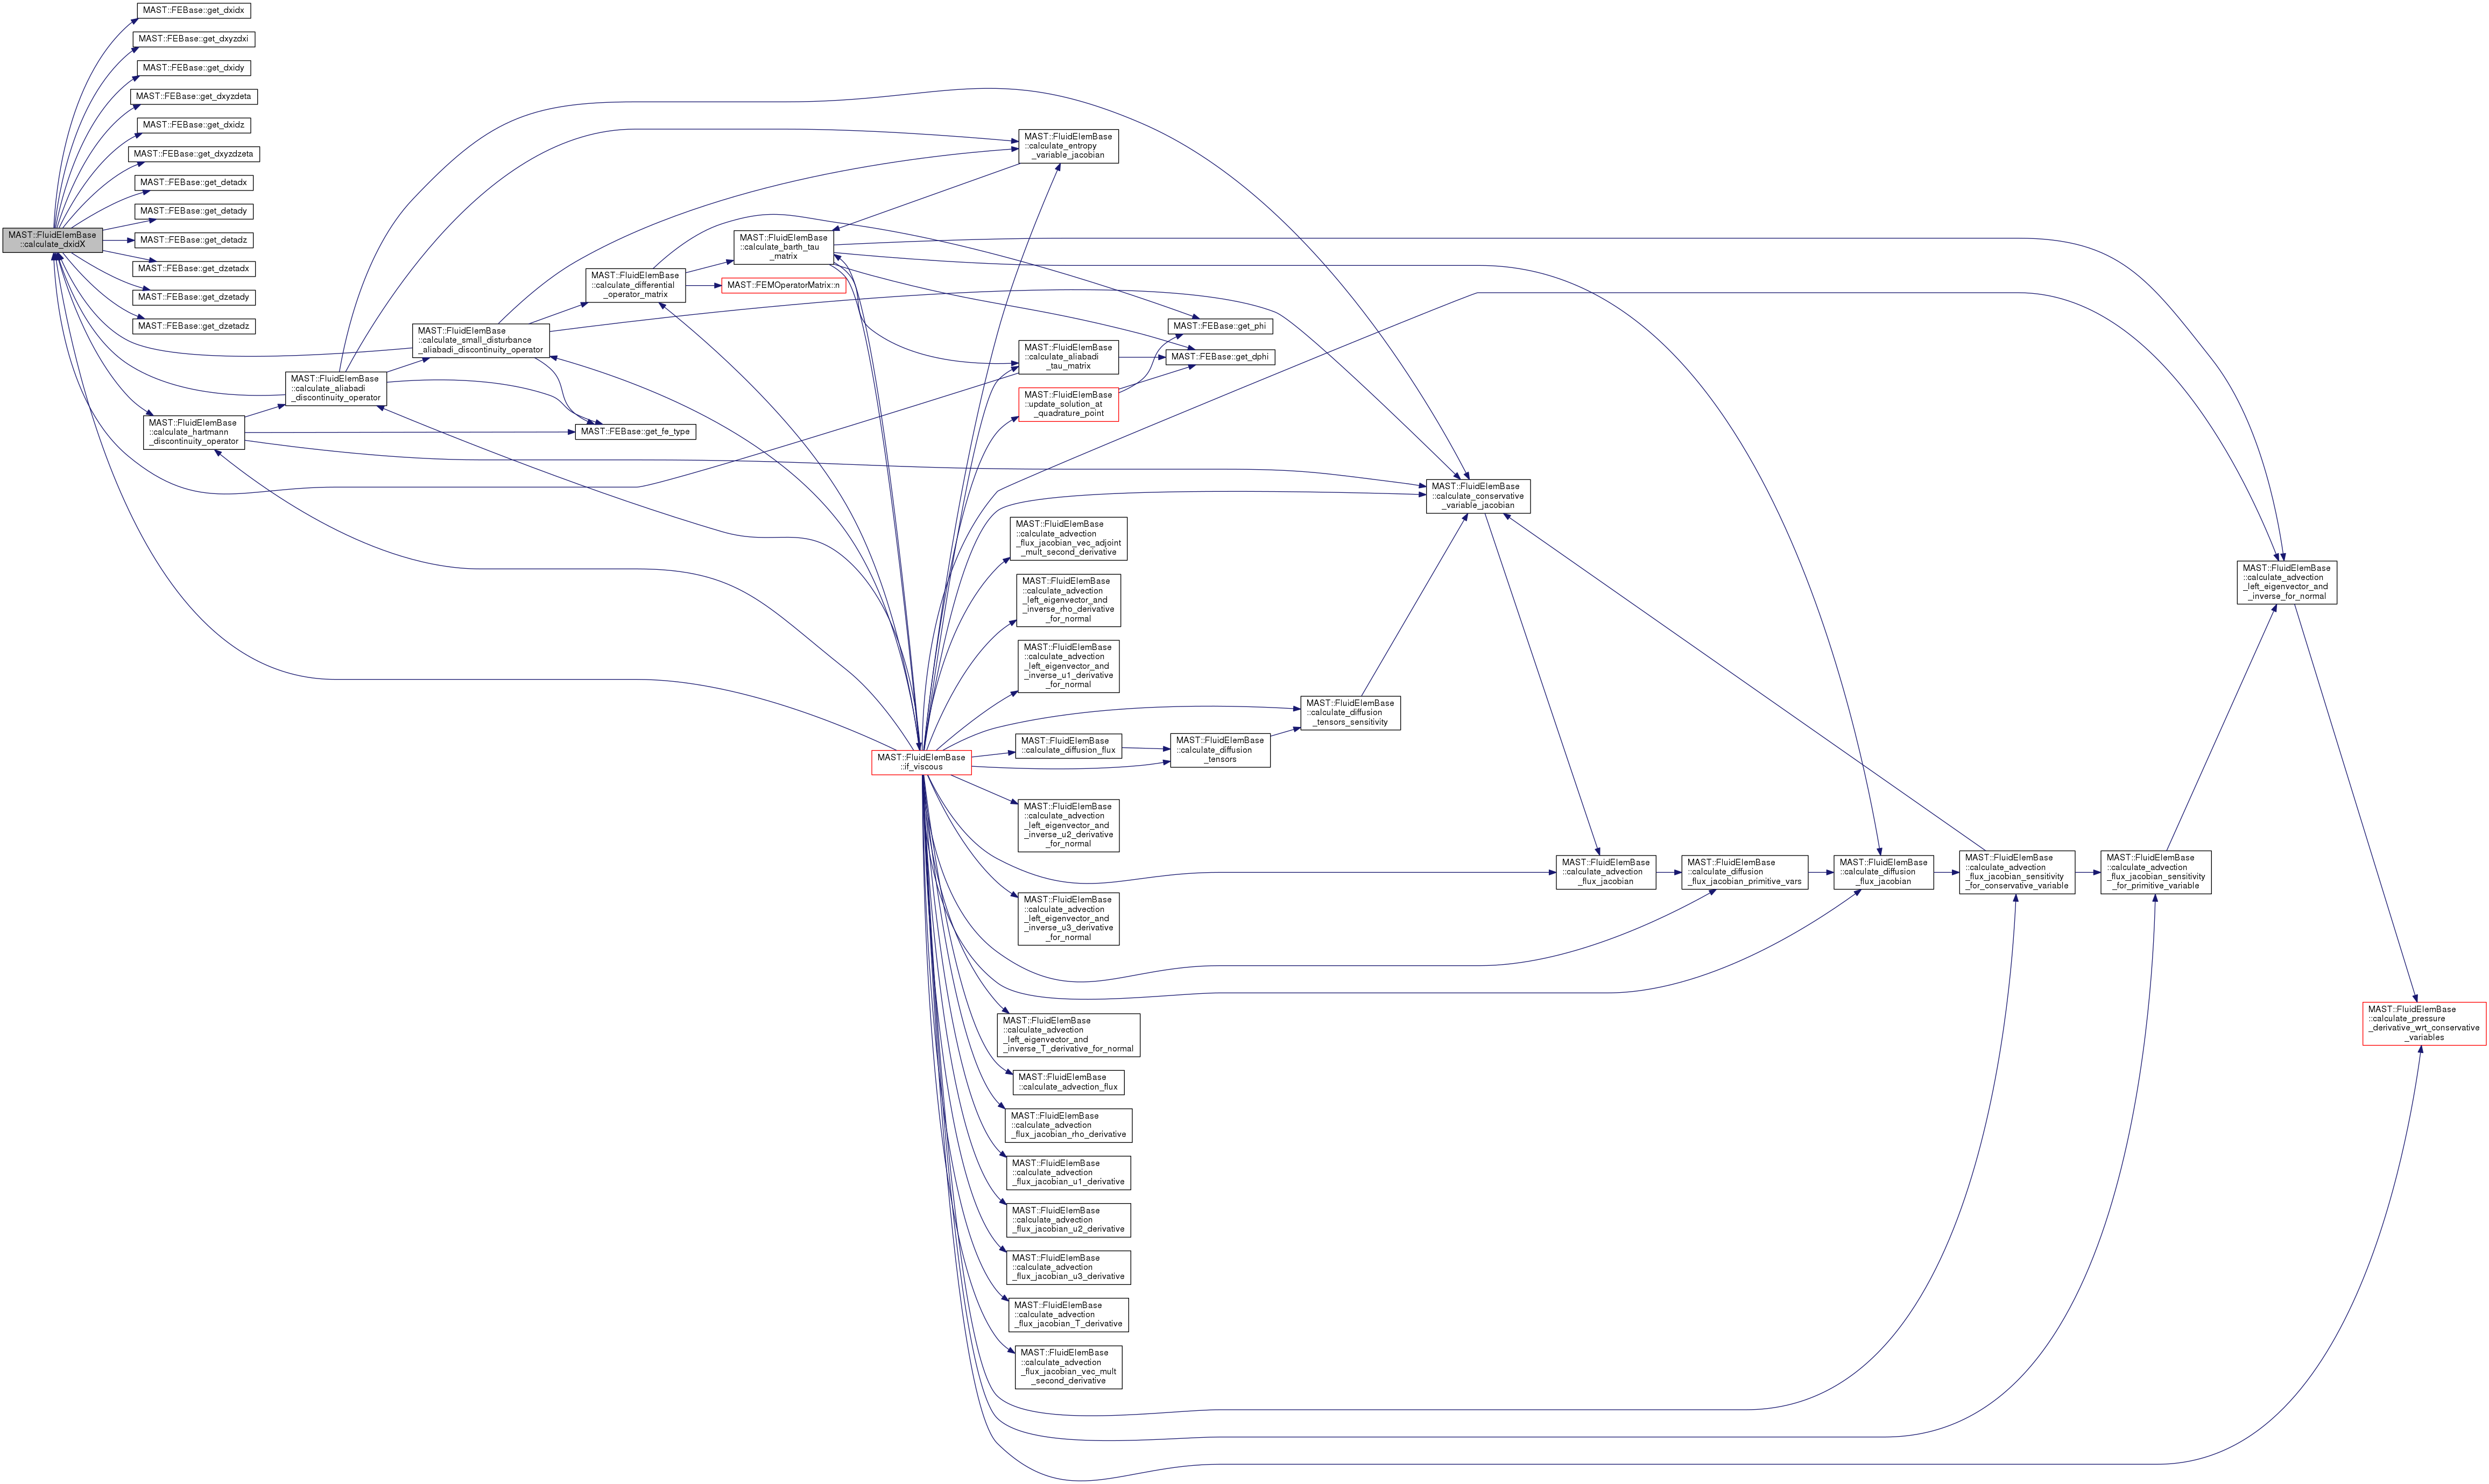 MAST::FEBase::get_dxidx
MAST::FEBase::get_dxyzdxi
MAST::FEBase::get_dxidy
MAST::FEBase::get_dxyzdeta
MAST::FEBase::get_dxidz
MAST::FEBase::get_dxyzdzeta
MAST::FEBase::get_detadx
MAST::FEBase::get_detady
MAST::FEBase::get_detadz
MAST::FEBase::get_dzetadx
MAST::FEBase::get_dzetady
MAST::FEBase::get_dzetadz
MAST::FluidElemBase
::calculate_dxidX
MAST::FluidElemBase
::calculate_hartmann
_discontinuity_operator
MAST::FluidElemBase
::calculate_aliabadi
_discontinuity_operator
MAST::FluidElemBase
::calculate_small_disturbance
_aliabadi_discontinuity_operator
MAST::FluidElemBase
::calculate_differential
_operator_matrix
MAST::FEBase::get_fe_type
MAST::FluidElemBase
::calculate_barth_tau
_matrix
MAST::FEMOperatorMatrix::n
MAST::FluidElemBase
::if_viscous
MAST::FluidElemBase
::calculate_entropy
_variable_jacobian
MAST::FluidElemBase
::calculate_aliabadi
_tau_matrix
MAST::FluidElemBase
::update_solution_at
_quadrature_point
MAST::FEBase::get_phi
MAST::FEBase::get_dphi
MAST::FluidElemBase
::calculate_advection
_flux_jacobian_vec_adjoint
_mult_second_derivative
MAST::FluidElemBase
::calculate_advection
_left_eigenvector_and
_inverse_rho_derivative
_for_normal
MAST::FluidElemBase
::calculate_advection
_left_eigenvector_and
_inverse_u1_derivative
_for_normal
MAST::FluidElemBase
::calculate_diffusion_flux
MAST::FluidElemBase
::calculate_advection
_left_eigenvector_and
_inverse_u2_derivative
_for_normal
MAST::FluidElemBase
::calculate_advection
_left_eigenvector_and
_inverse_u3_derivative
_for_normal
MAST::FluidElemBase
::calculate_advection
_left_eigenvector_and
_inverse_T_derivative_for_normal
MAST::FluidElemBase
::calculate_advection_flux
MAST::FluidElemBase
::calculate_advection
_flux_jacobian_rho_derivative
MAST::FluidElemBase
::calculate_advection
_flux_jacobian_u1_derivative
MAST::FluidElemBase
::calculate_advection
_flux_jacobian_u2_derivative
MAST::FluidElemBase
::calculate_advection
_flux_jacobian_u3_derivative
MAST::FluidElemBase
::calculate_advection
_flux_jacobian_T_derivative
MAST::FluidElemBase
::calculate_advection
_flux_jacobian_vec_mult
_second_derivative
MAST::FluidElemBase
::calculate_diffusion
_tensors
MAST::FluidElemBase
::calculate_diffusion
_tensors_sensitivity
MAST::FluidElemBase
::calculate_conservative
_variable_jacobian
MAST::FluidElemBase
::calculate_advection
_flux_jacobian
MAST::FluidElemBase
::calculate_diffusion
_flux_jacobian_primitive_vars
MAST::FluidElemBase
::calculate_diffusion
_flux_jacobian
MAST::FluidElemBase
::calculate_advection
_flux_jacobian_sensitivity
_for_conservative_variable
MAST::FluidElemBase
::calculate_advection
_flux_jacobian_sensitivity
_for_primitive_variable
MAST::FluidElemBase
::calculate_advection
_left_eigenvector_and
_inverse_for_normal
MAST::FluidElemBase
::calculate_pressure
_derivative_wrt_conservative
_variables